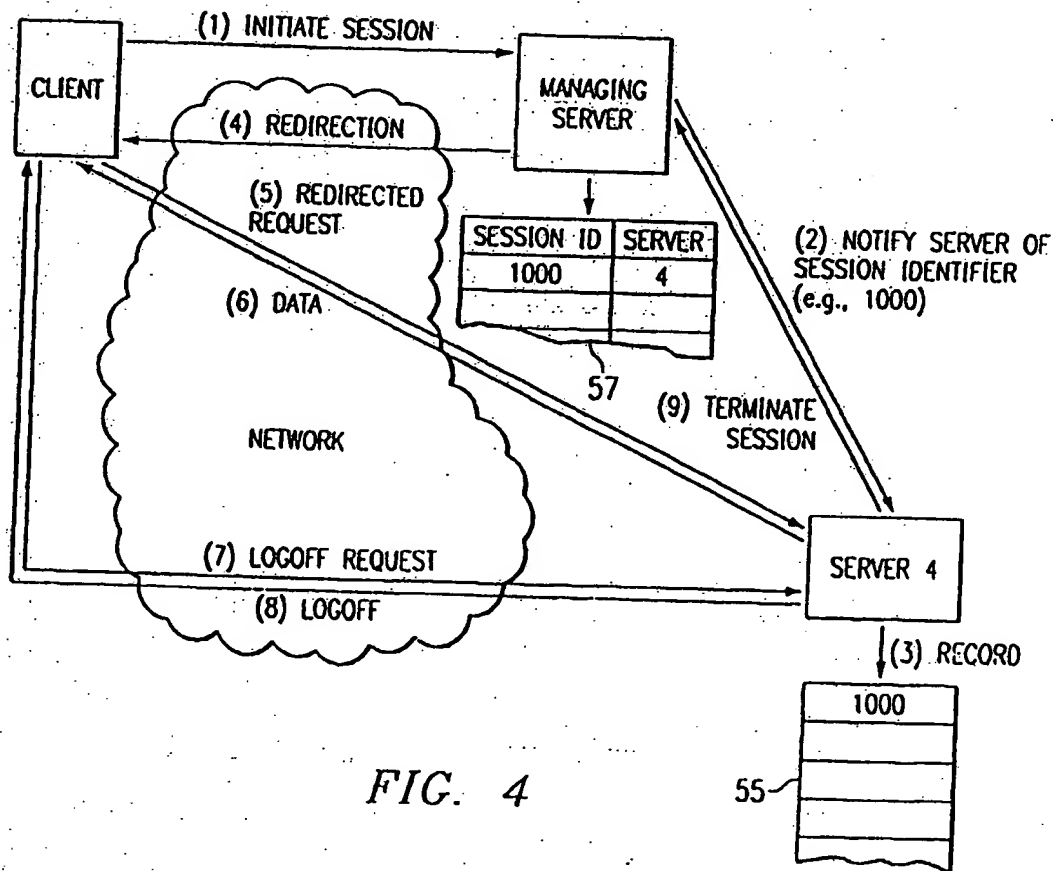 (1) INITIATE SESSION
CLIENT
MANAGING
SERVER
(4) REDIRECTION
(5) REDIRECTED
REQUEST
SESSION ID SERVER
1000 4
(2) NOTIFY SERVER OF
SESSION IDENTIFIER
(e.g., 1000)
(6) DATA
57
(9) TERMINATE
SESSION
NETWORK
(7) LOGOFF REQUEST
(8) LOGOFF
SERVER 4
(3) RECORD
1000
55
FIG. 4